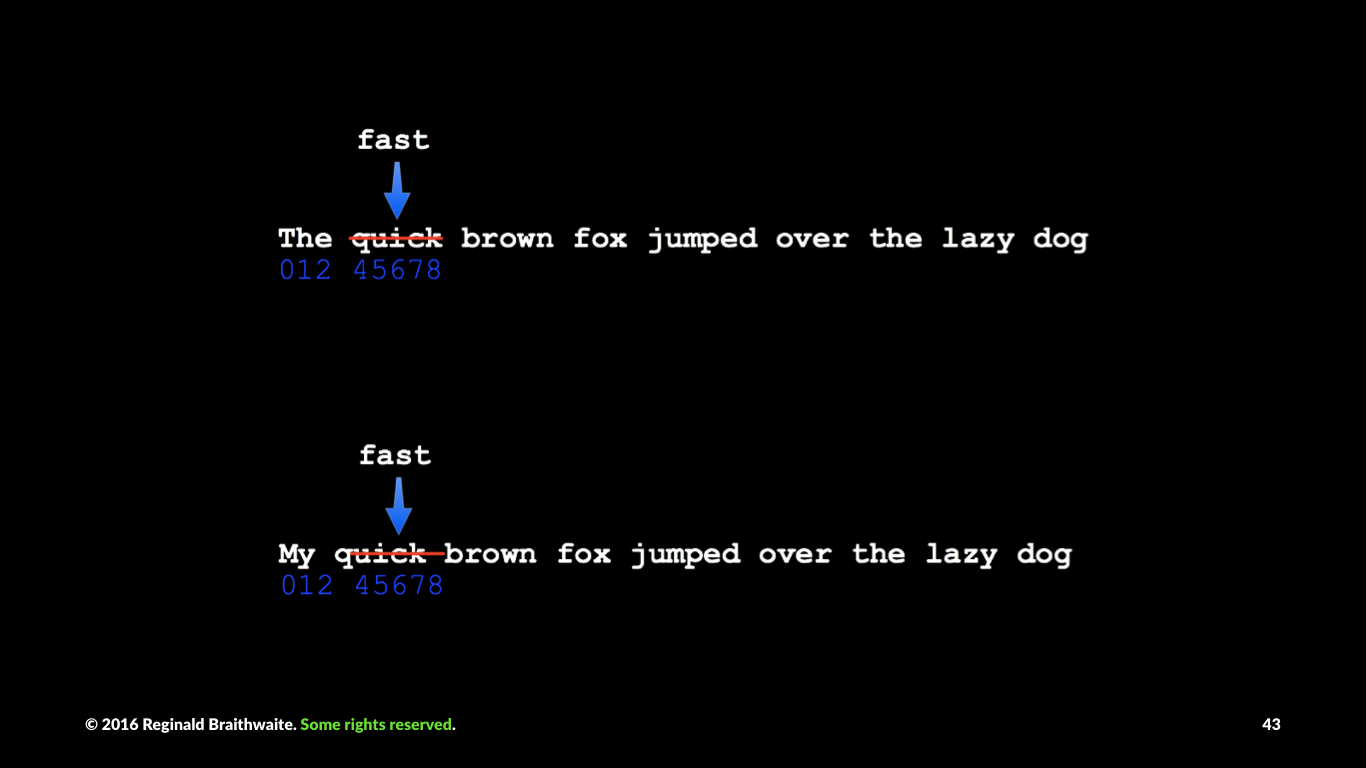 fast
The quick brown fox jumped over the lazy dog
012 45678
fast
My quick brown fox jumped over the lazy dog
012 45678
© 2016 Reginald Braithwaite. Some rights reserved.
43